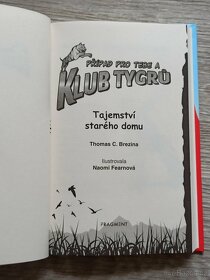 PŘÍPAD PRO TEBE A
KLUB TYGRŮ
Tajemství
starého domu
Thomas C. Brezina
Ilustrovala
Naomi Fearnová
FRAGMENT